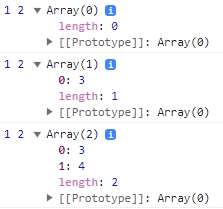 1 2 ▼ Array(0) i
length: 0
▶ [[Prototype]]: Array(0)
1 2 ▼ Array(1) i
0: 3
length: 1
▶ [[Prototype]]: Array(0)
1 2 ▼ Array(2) i
0: 3
1: 4
length: 2
▶ [[Prototype]]: Array(0)